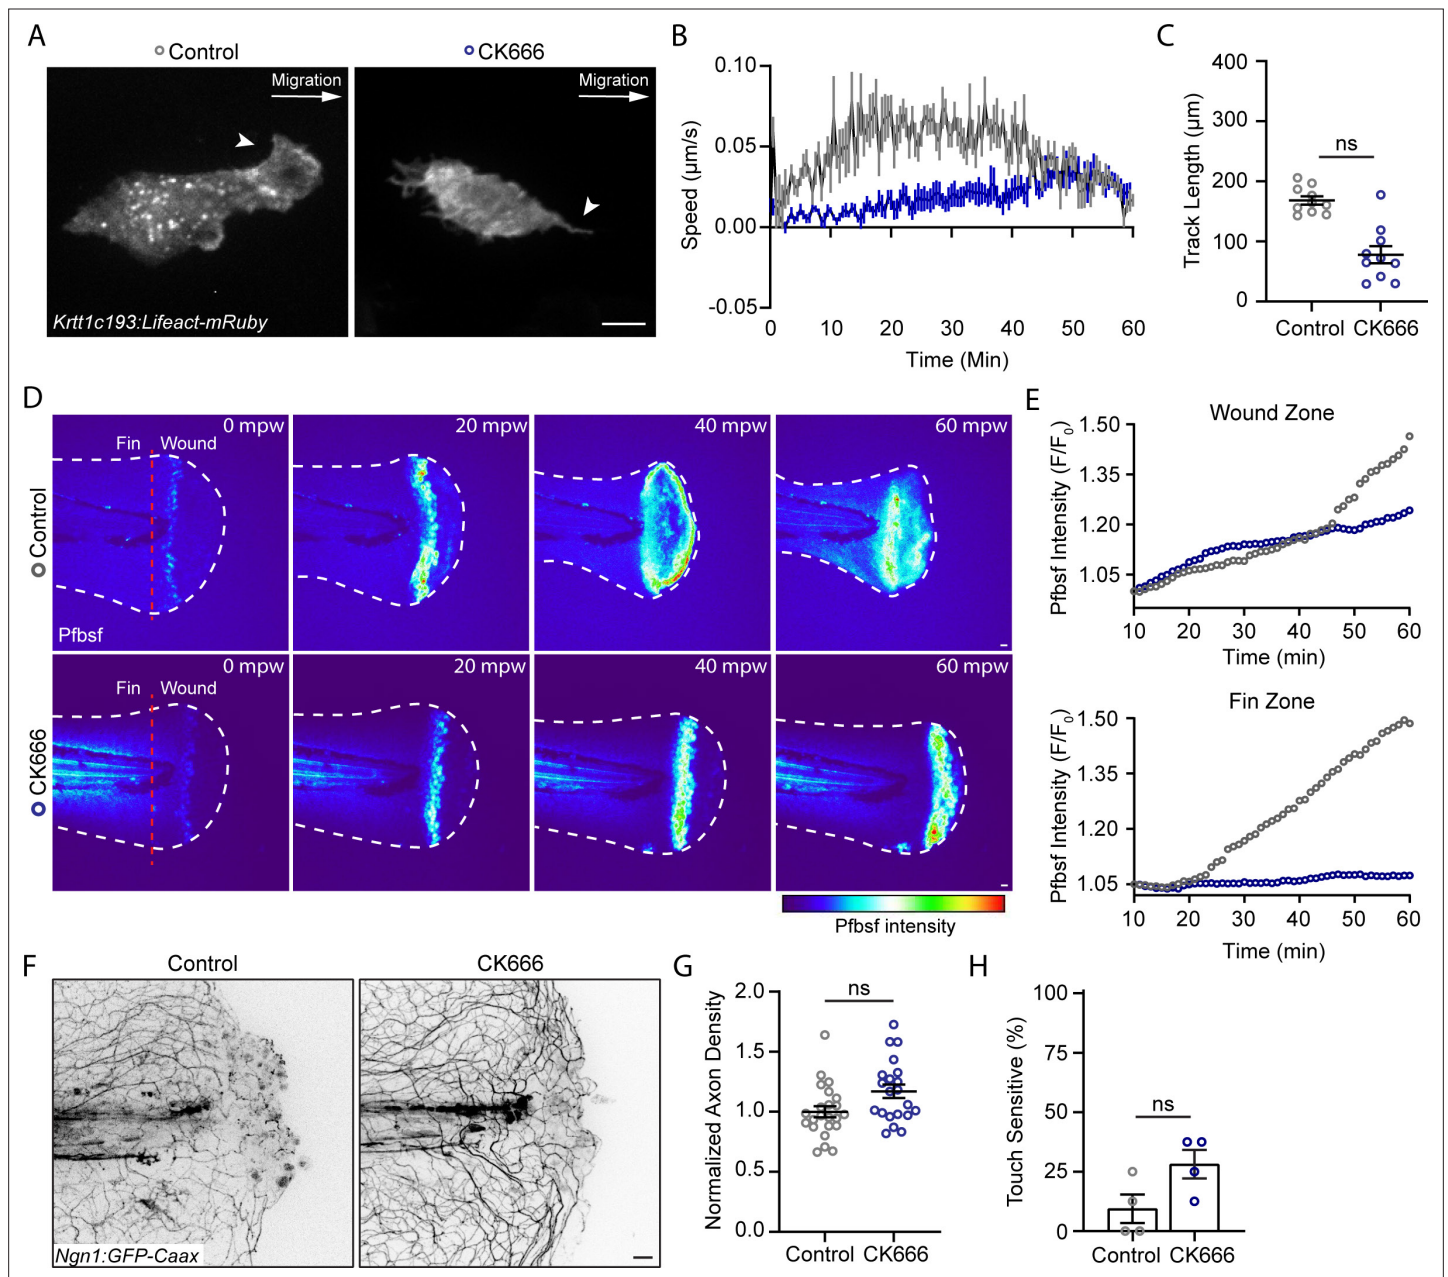 A
Control
CK666
Migration
Migration
Krtt1c193:Lifeact-mRuby
B
Speed (µm/s)
0.10
0.05
0.00
-0.05
0 10 20 30 40 50 60
Time (Min)
C
Track Length (µm)
400
300
200
100
0
ns
Control CK666
D
Control
0 mpw
20 mpw
40 mpw
60 mpw
Fin Wound
Pfbsf
CK666
0 mpw
20 mpw
40 mpw
60 mpw
Fin Wound
Pfbsf intensity
E
Wound Zone
Pfbsf Intensity (F/F0)
1.50
1.35
1.20
1.05
10 20 30 40 50 60
Time (min)
Fin Zone
Pfbsf Intensity (F/F0)
1.50
1.35
1.20
1.05
10 20 30 40 50 60
Time (min)
F
Control
CK666
Ngn1:GFP-Caax
G
Normalized Axon Density
2.0
1.5
1.0
0.5
0.0
ns
Control CK666
H
Touch Sensitive (%)
100
75
50
25
0
ns
Control CK666